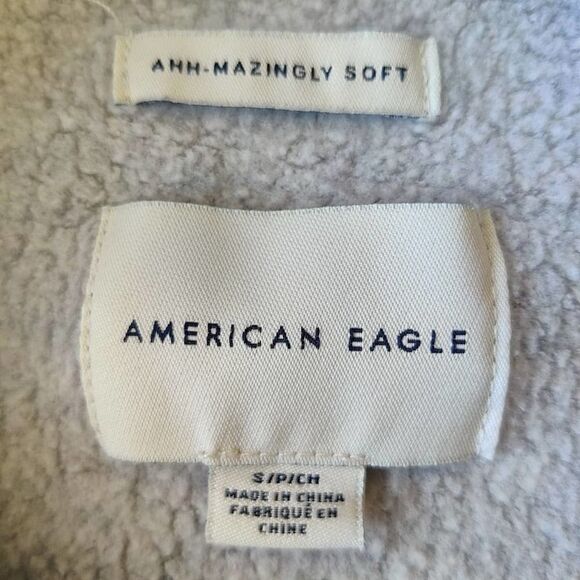 AHH-MAZINGLY SOFT
AMERICAN EAGLE
S/P/CH
MADE IN CHINA
FABRIQUÉ EN
CHINE